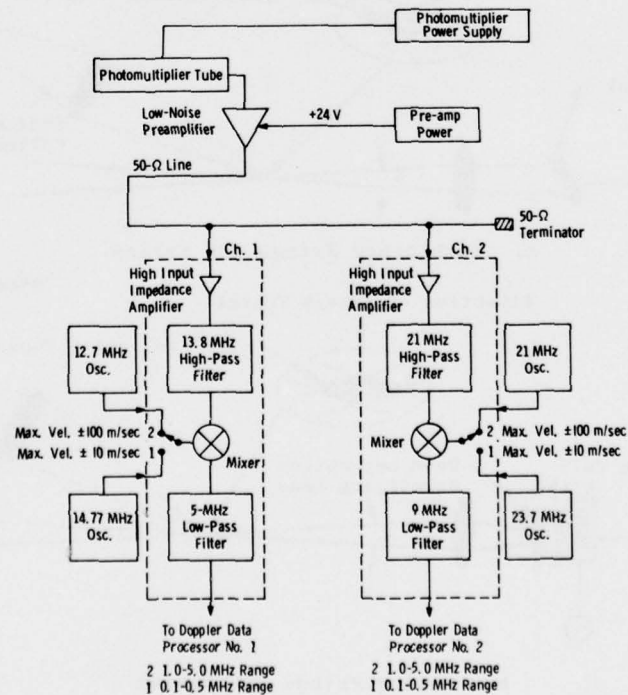 Photomultiplier
Power Supply
Photomultiplier Tube
Low-Noise
Preamplifier
+24 V
Pre-amp
Power
50-Ω Line
50-Ω
Terminator
Ch. 1
Ch. 2
High Input
Impedance
Amplifier
High Input
Impedance
Amplifier
12.7 MHz
Osc.
13.8 MHz
High-Pass
Filter
21 MHz
High-Pass
Filter
21 MHz
Osc.
Max. Vel. ±100 m/sec 2
Max. Vel. ± 10 m/sec 1
Mixer
Mixer
2 Max. Vel. ±100 m/sec
1 Max. Vel. ±10 m/sec
14.77 MHz
Osc.
5-MHz
Low-Pass
Filter
9 MHz
Low-Pass
Filter
23.7 MHz
Osc.
To Doppler Data
Processor No. 1
2 1.0-5.0 MHz Range
1 0.1-0.5 MHz Range
To Doppler Data
Processor No. 2
2 1.0-5.0 MHz Range
1 0.1-0.5 MHz Range